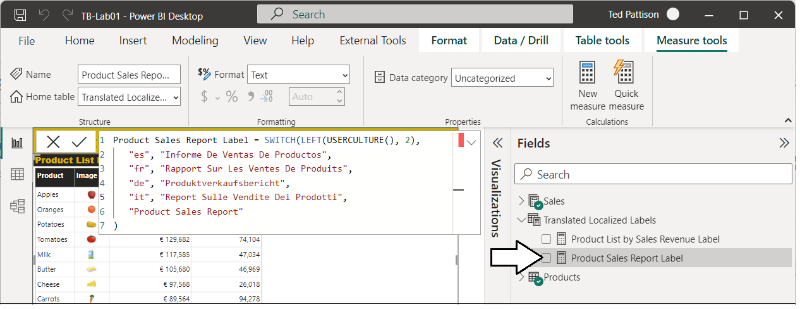 TB-Lab01 - Power BI Desktop
Search
Ted Pattison
File Home Insert Modeling View Help External Tools Format Data / Drill Table tools Measure tools
Name Product Sales Repo...
Home table Translated Localize...
Structure
$% Format Text
$ % Auto
Formatting
Data category Uncategorized
Properties
New measure
Quick measure
Calculations
1 Product Sales Report Label = SWITCH(LEFT(USERCULTURE(), 2),
2 "es", "Informe De Ventas De Productos",
3 "fr", "Rapport Sur Les Ventes De Produits",
4 "de", "Produktverkaufsbericht",
5 "it", "Report Sulle Vendite Dei Prodotti",
6 "Product Sales Report"
7 )
Product List
Product Image
Apples
Oranges
Potatoes
Tomatoes € 129,682 74,104
Milk € 117,585 47,034
Butter € 105,680 46,969
Cheese € 97,568 26,018
Carrots € 89,564 94,278
Visualizations
Fields
Search
Sales
Translated Localized Labels
Product List by Sales Revenue Label
Product Sales Report Label
Products